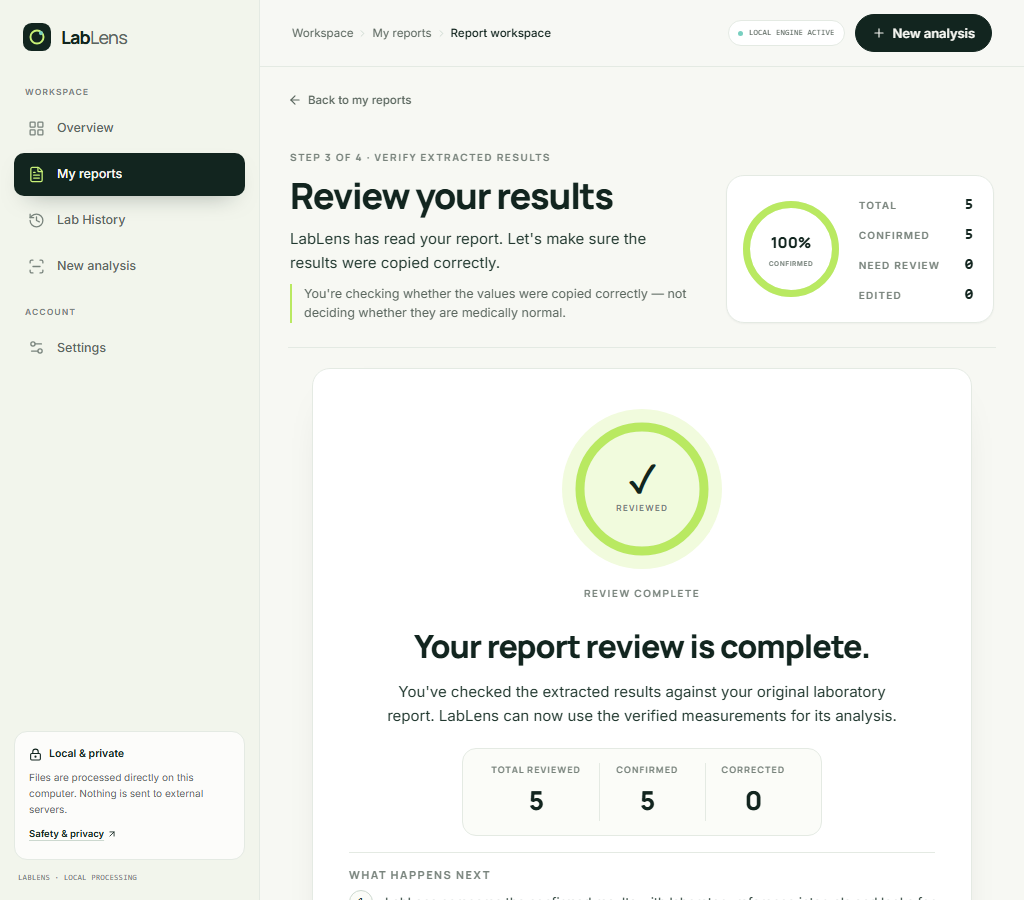 LabLens
WORKSPACE
Overview
My reports
Lab History
New analysis
ACCOUNT
Settings
Local & private
Files are processed directly on this
computer. Nothing is sent to external
servers.
Safety & privacy
LABLENS · LOCAL PROCESSING
Workspace › My reports › Report workspace
LOCAL ENGINE ACTIVE
+ New analysis
← Back to my reports
STEP 3 OF 4 · VERIFY EXTRACTED RESULTS
Review your results
LabLens has read your report. Let's make sure the
results were copied correctly.
You're checking whether the values were copied correctly — not
deciding whether they are medically normal.
100%
CONFIRMED
TOTAL 5
CONFIRMED 5
NEED REVIEW 0
EDITED 0
✓
REVIEWED
REVIEW COMPLETE
Your report review is complete.
You've checked the extracted results against your original laboratory
report. LabLens can now use the verified measurements for its analysis.
TOTAL REVIEWED CONFIRMED CORRECTED
5 5 0
WHAT HAPPENS NEXT